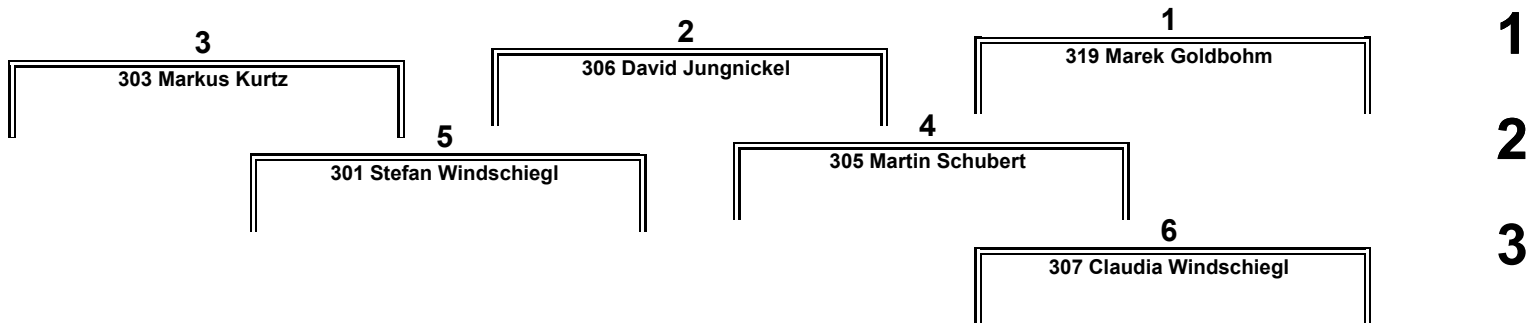 3
303 Markus Kurtz
2
306 David Jungnickel
1
319 Marek Goldbohm
1
5
301 Stefan Windschiegl
4
305 Martin Schubert
2
6
307 Claudia Windschiegl
3